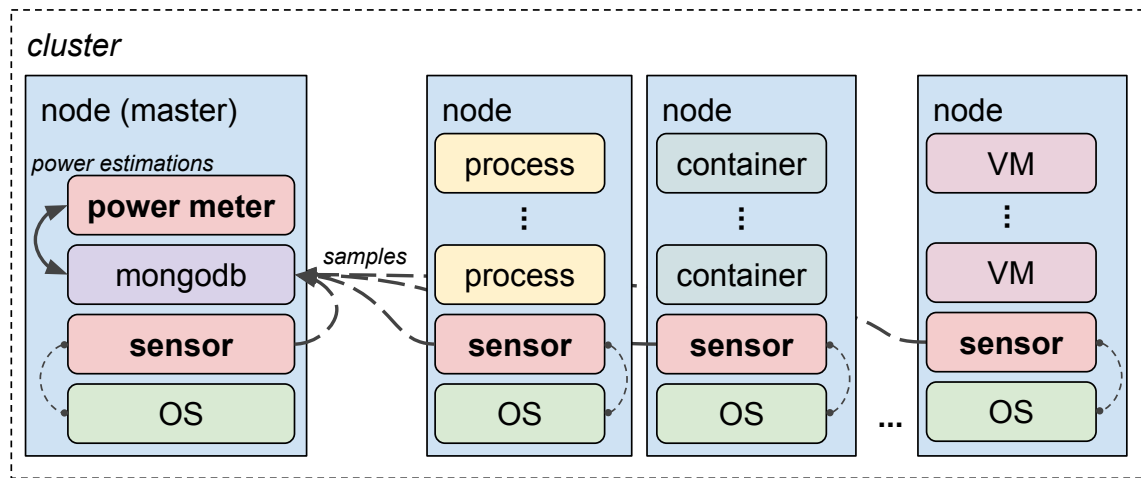 cluster
node (master)
power estimations
power meter
mongodb
sensor
OS
samples
node
process
⋮
process
sensor
OS
node
container
⋮
container
sensor
OS
...
node
VM
⋮
VM
sensor
OS